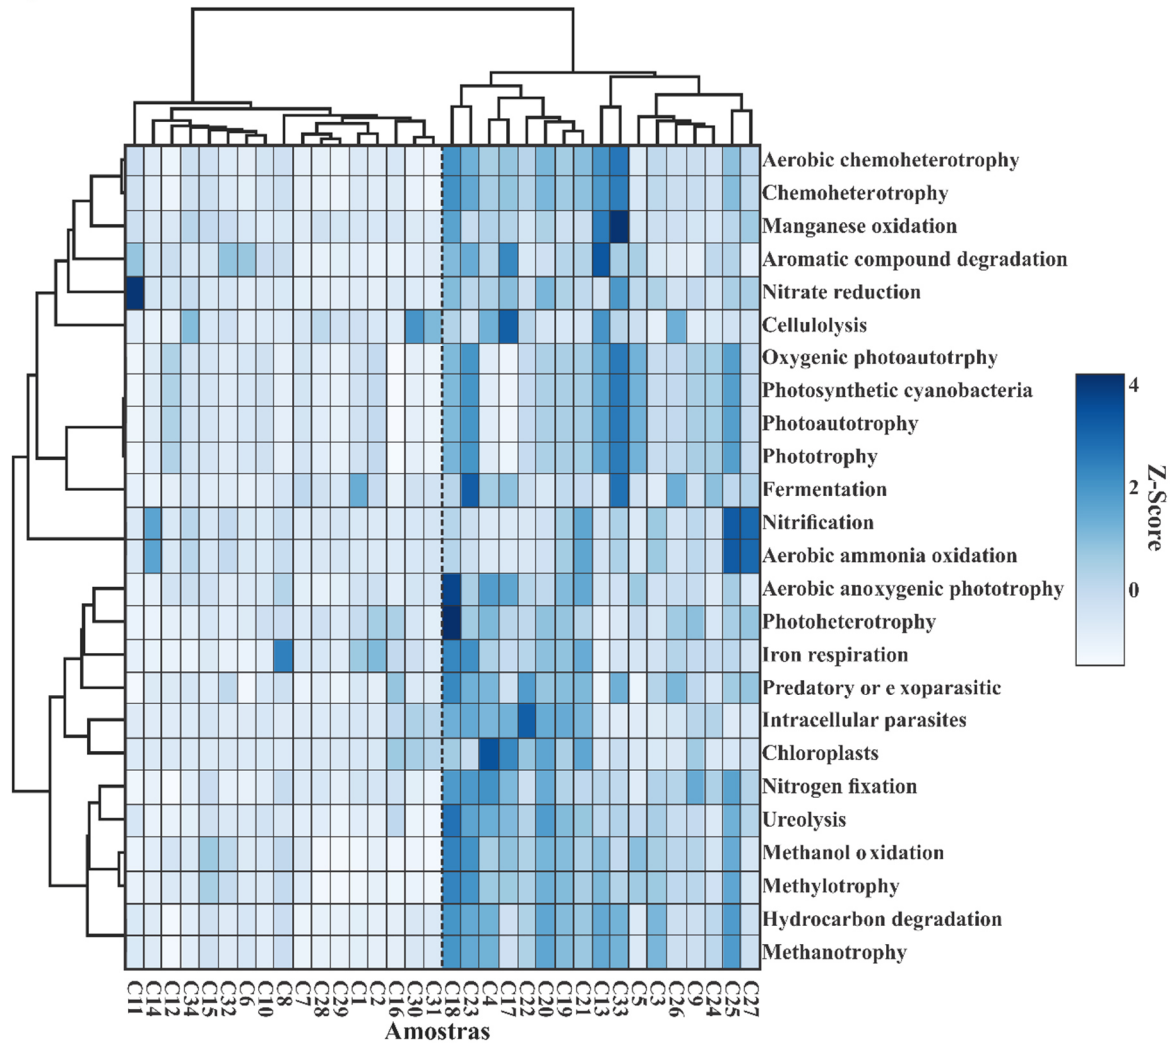 Aerobic chemoheterotrophy
Chemoheterotrophy
Manganese oxidation
Aromatic compound degradation
Nitrate reduction
Cellulolysis
Oxygenic photoautotrphy
Photosynthetic cyanobacteria
Photoautotrophy
Phototrophy
Fermentation
Nitrification
Aerobic ammonia oxidation
Aerobic anoxygenic phototrophy
Photoheterotrophy
Iron respiration
Predatory or e xoparasitic
Intracellular parasites
Chloroplasts
Nitrogen fixation
Ureolysis
Methanol oxidation
Methylotrophy
Hydrocarbon degradation
Methanotrophy
4
2
0
Z-Score
C11 C14 C12 C34 C15 C32 C6 C10 C8 C7 C28 C29 C1 C2 C16 C30 C31 C18 C23 C4 C17 C22 C20 C19 C21 C13 C33 C5 C3 C26 C9 C24 C25 C27
Amostras